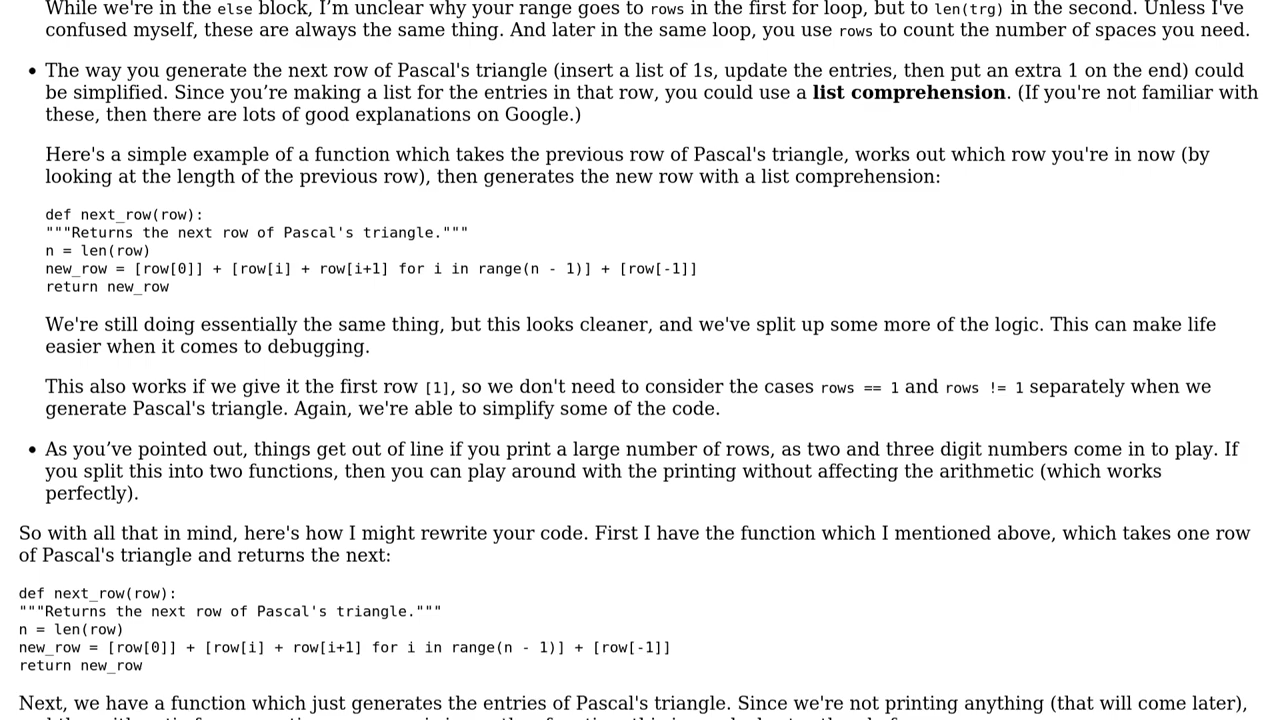 While we're in the else block, I’m unclear why your range goes to rows in the first for loop, but to len(trg) in the second. Unless I've
confused myself, these are always the same thing. And later in the same loop, you use rows to count the number of spaces you need.
• The way you generate the next row of Pascal's triangle (insert a list of 1s, update the entries, then put an extra 1 on the end) could
be simplified. Since you’re making a list for the entries in that row, you could use a list comprehension. (If you're not familiar with
these, then there are lots of good explanations on Google.)
Here's a simple example of a function which takes the previous row of Pascal's triangle, works out which row you're in now (by
looking at the length of the previous row), then generates the new row with a list comprehension:
def next_row(row):
"""Returns the next row of Pascal's triangle."""
n = len(row)
new_row = [row[0]] + [row[i] + row[i+1] for i in range(n - 1)] + [row[-1]]
return new_row
We're still doing essentially the same thing, but this looks cleaner, and we've split up some more of the logic. This can make life
easier when it comes to debugging.
This also works if we give it the first row [1], so we don't need to consider the cases rows == 1 and rows != 1 separately when we
generate Pascal's triangle. Again, we're able to simplify some of the code.
• As you’ve pointed out, things get out of line if you print a large number of rows, as two and three digit numbers come in to play. If
you split this into two functions, then you can play around with the printing without affecting the arithmetic (which works
perfectly).
So with all that in mind, here's how I might rewrite your code. First I have the function which I mentioned above, which takes one row
of Pascal's triangle and returns the next:
def next_row(row):
"""Returns the next row of Pascal's triangle."""
n = len(row)
new_row = [row[0]] + [row[i] + row[i+1] for i in range(n - 1)] + [row[-1]]
return new_row
Next, we have a function which just generates the entries of Pascal's triangle. Since we're not printing anything (that will come later),